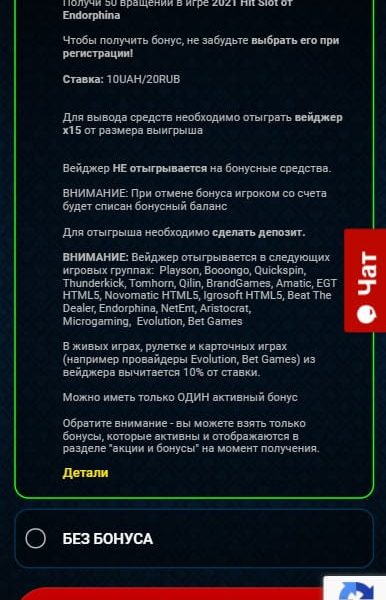 Получи 50 вращений в игре 2021 Hit Slot от
Endorphina
Чтобы получить бонус, не забудьте выбрать его при
регистрации!
Ставка: 10UAH/20RUB
Для вывода средств необходимо отыграть вейджер
x15 от размера выигрыша
Вейджер НЕ отыгрывается на бонусные средства.
ВНИМАНИЕ: При отмене бонуса игроком со счета
будет списан бонусный баланс
Для отыгрыша необходимо сделать депозит.
ВНИМАНИЕ: Вейджер отыгрывается в следующих
игровых группах: Playson, Booongo, Quickspin,
Thunderkick, Tomhorn, Qilin, BrandGames, Amatic, EGT
HTML5, Novomatic HTML5, Igrosoft HTML5, Beat The
Dealer, Endorphina, NetEnt, Aristocrat,
Microgaming, Evolution, Bet Games
В живых играх, рулетке и карточных играх
(например провайдеры Evolution, Bet Games) из
вейджера вычитается 10% от ставки.
Можно иметь только ОДИН активный бонус
Обратите внимание - вы можете взять только
бонусы, которые активны и отображаются в
разделе "акции и бонусы" на момент получения.
Детали
БЕЗ БОНУСА
Чат